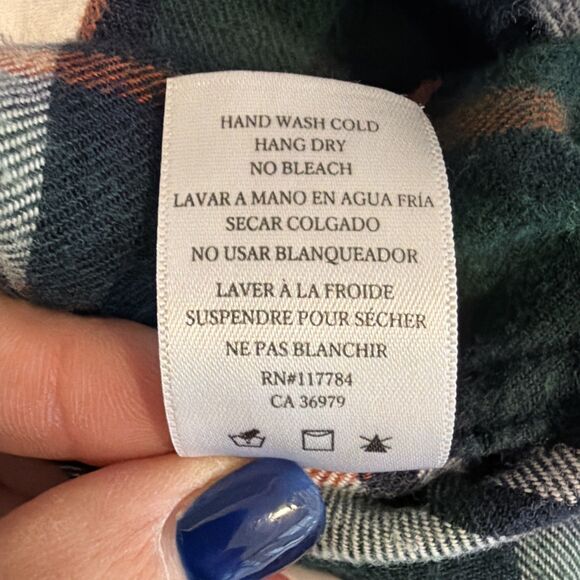 HAND WASH COLD
HANG DRY
NO BLEACH
LAVAR A MANO EN AGUA FRÍA
SECAR COLGADO
NO USAR BLANQUEADOR
LAVER À LA FROIDE
SUSPENDRE POUR SÉCHER
NE PAS BLANCHIR
RN#117784
CA 36979